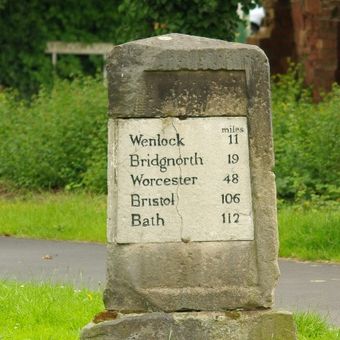 miles
Wenlock 11
Bridgnorth 19
Worcester 48
Bristol 106
Bath 112